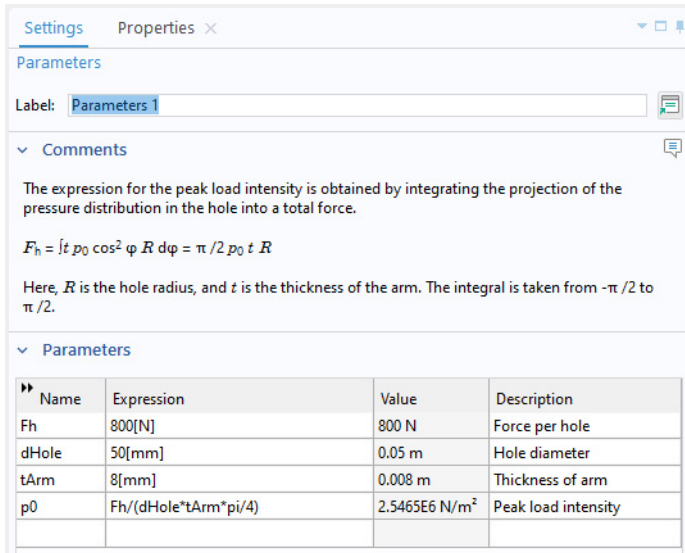 Settings Properties ×
Parameters
Label: Parameters 1
Comments
The expression for the peak load intensity is obtained by integrating the projection of the
pressure distribution in the hole into a total force.
Fh = ∫t p0 cos² φ R dφ = π /2 p0 t R
Here, R is the hole radius, and t is the thickness of the arm. The integral is taken from -π /2 to
π /2.
Parameters
Name Expression Value Description
Fh 800[N] 800 N Force per hole
dHole 50[mm] 0.05 m Hole diameter
tArm 8[mm] 0.008 m Thickness of arm
p0 Fh/(dHole*tArm*pi/4) 2.5465E6 N/m² Peak load intensity